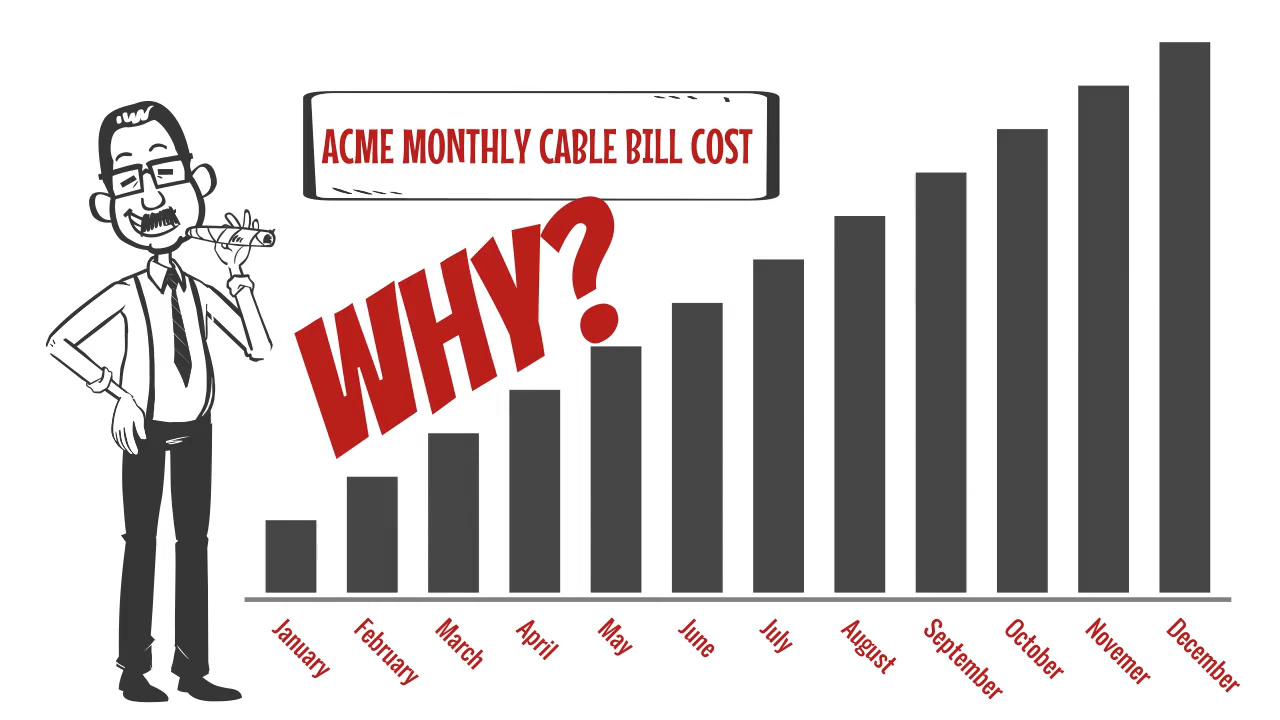 ACME MONTHLY CABLE BILL COST
WHY?
January
February
March
April
May
June
July
August
September
October
Novemer
December